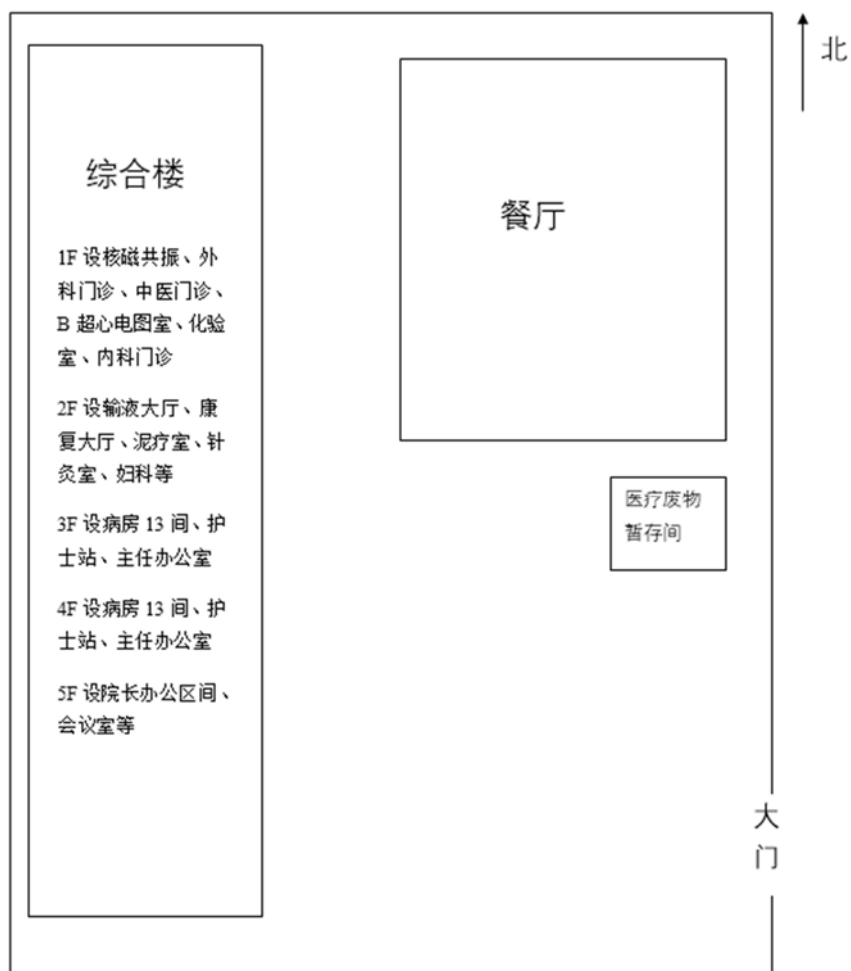 北
综合楼
1F 设核磁共振、外
科门诊、中医门诊、
B 超心电图室、化验
室、内科门诊
2F 设输液大厅、康
复大厅、泥疗室、针
灸室、妇科等
3F 设病房 13 间、护
士站、主任办公室
4F 设病房 13 间、护
士站、主任办公室
5F 设院长办公区间、
会议室等
餐厅
医疗废物
暂存间
大
门